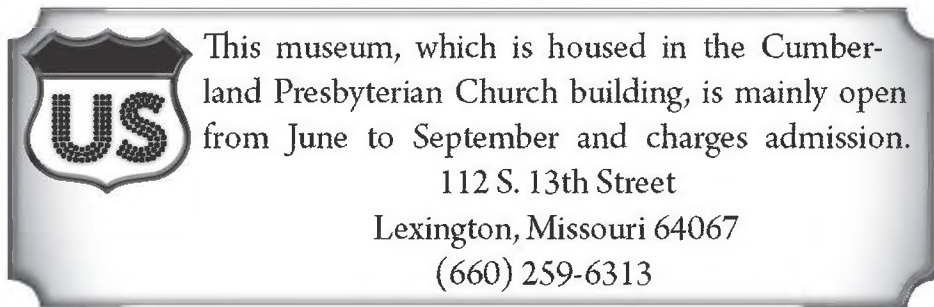 US
This museum, which is housed in the Cumber-
land Presbyterian Church building, is mainly open
from June to September and charges admission.
112 S. 13th Street
Lexington, Missouri 64067
(660) 259-6313